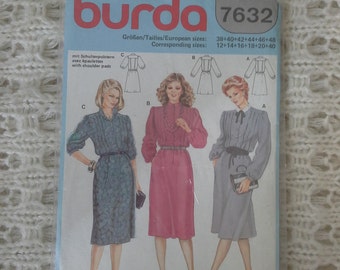 burda 7632
Größen/Tailles/European sizes: 38•40•42•44•46•48
Corresponding sizes: 12•14•16•18•20•40
C
B
A
mit Schulterpolstern
avec épaulettes
with shoulder pads
C
B
A